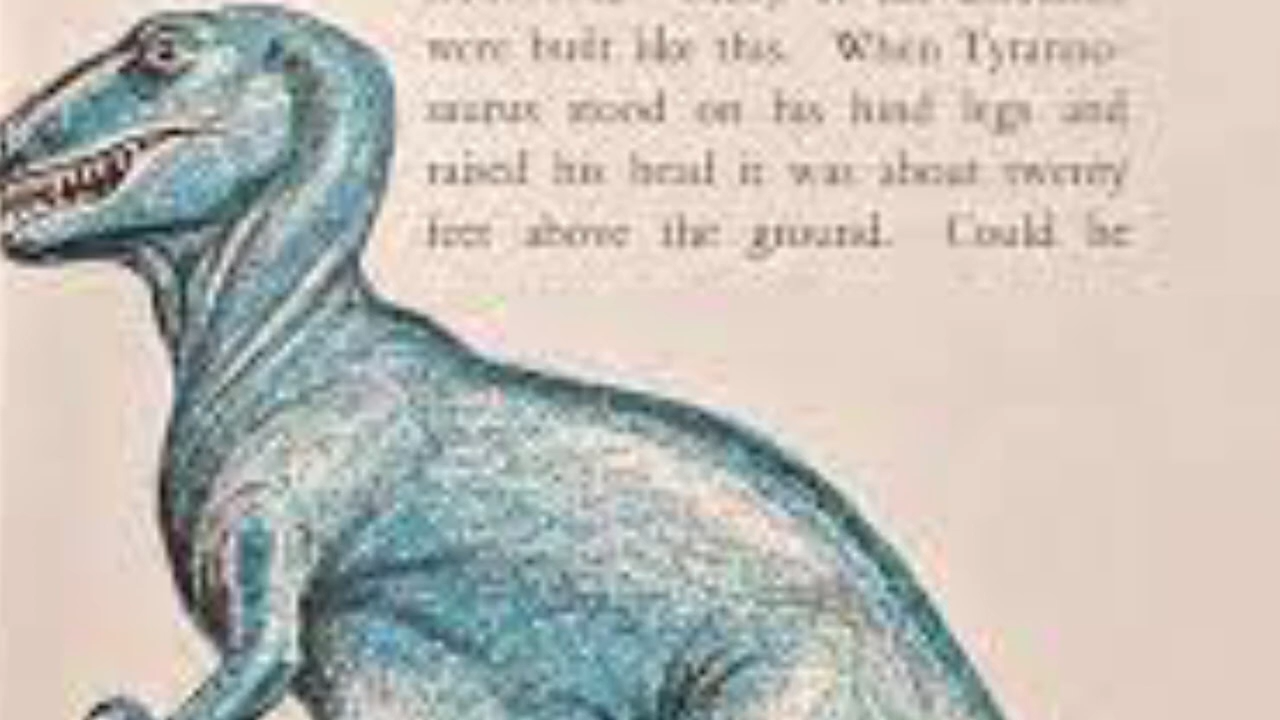 were built like this. When Tyranno-
saurus stood on his hind legs and
raised his head it was about twenty
feet above the ground. Could he